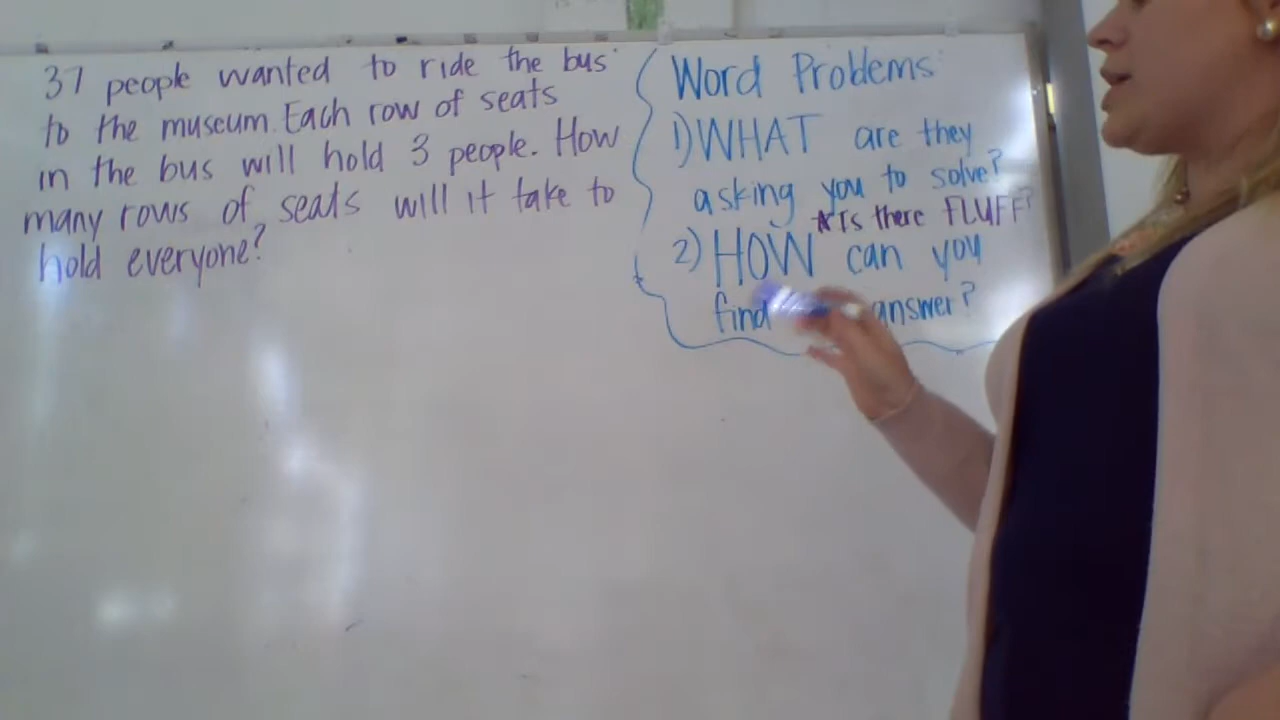 37 people wanted to ride the bus
to the museum. Each row of seats
in the bus will hold 3 people. How
many rows of seats will it take to
hold everyone?
Word Problems
1) WHAT are they
asking you to solve?
*Is there FLUFF?
2) HOW can you
find answer?